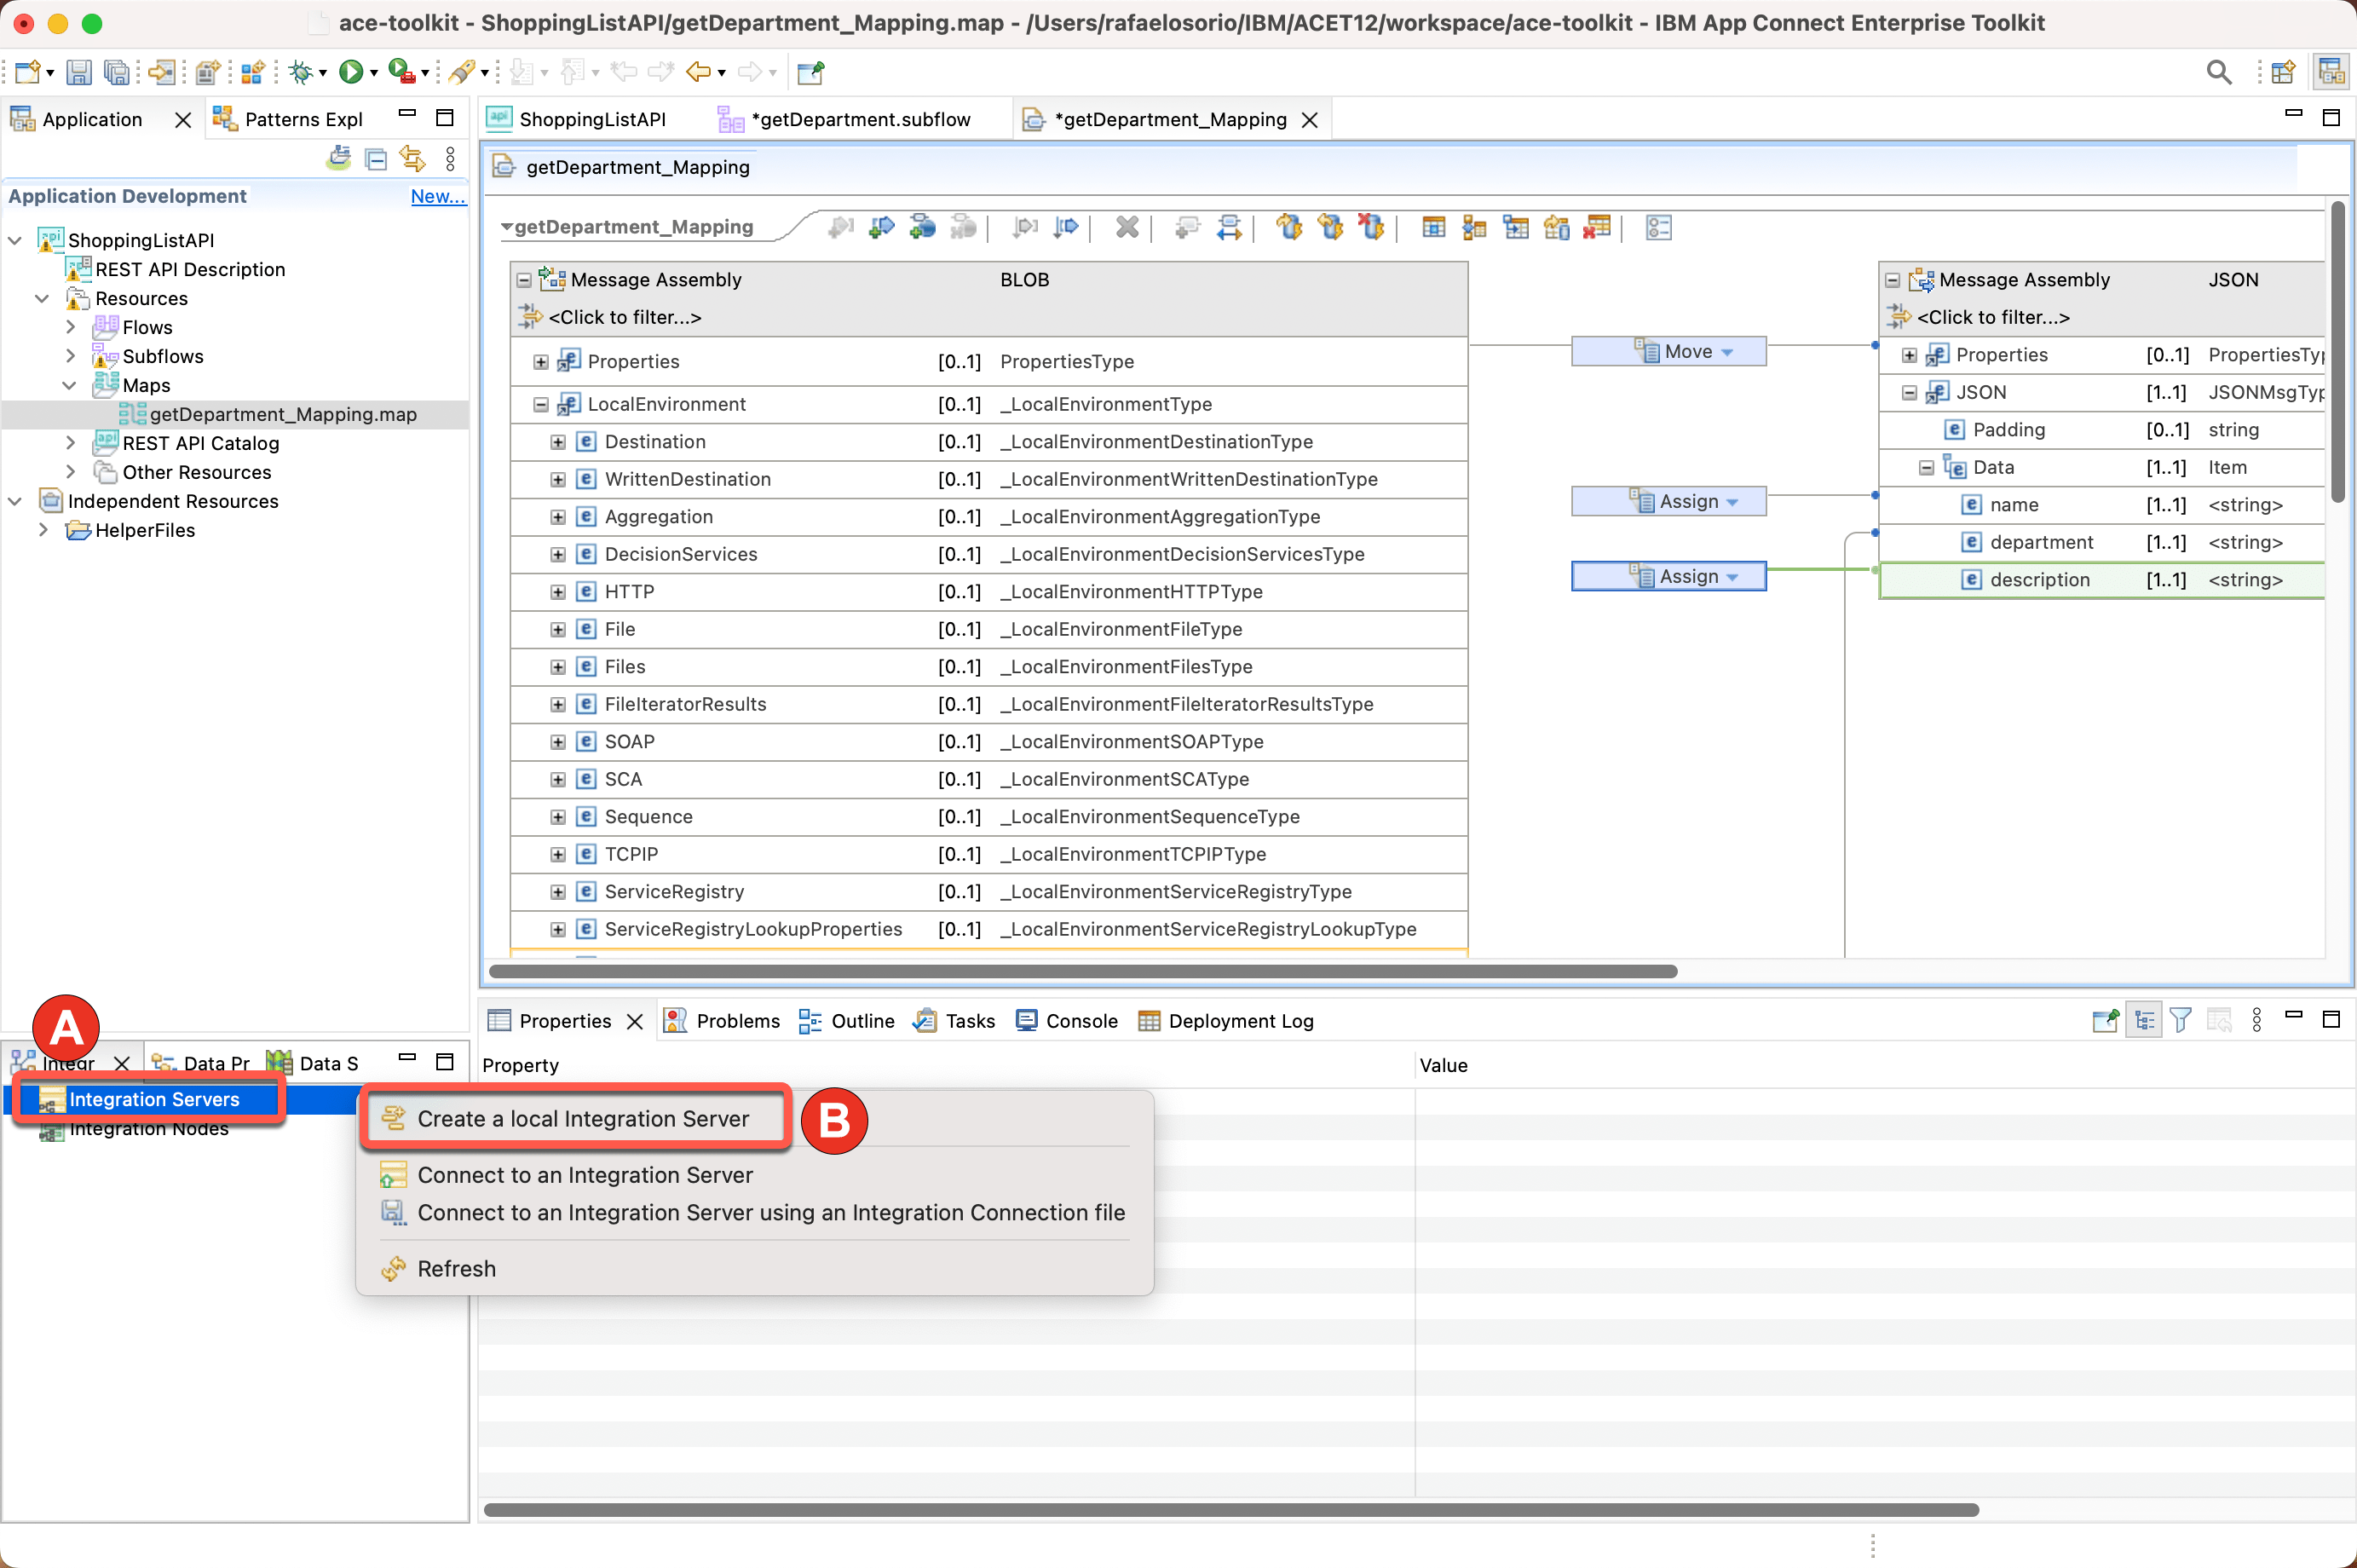 ace-toolkit - ShoppingListAPI/getDepartment_Mapping.map - /Users/rafaelosorio/IBM/ACET12/workspace/ace-toolkit - IBM App Connect Enterprise Toolkit
Application
Patterns Expl
Application Development
New...
ShoppingListAPI
REST API Description
Resources
Flows
Subflows
Maps
getDepartment_Mapping.map
REST API Catalog
Other Resources
Independent Resources
HelperFiles
ShoppingListAPI
*getDepartment.subflow
*getDepartment_Mapping
getDepartment_Mapping
getDepartment_Mapping
Message Assembly BLOB
<Click to filter...>
Properties [0..1] PropertiesType
LocalEnvironment [0..1] _LocalEnvironmentType
Destination [0..1] _LocalEnvironmentDestinationType
WrittenDestination [0..1] _LocalEnvironmentWrittenDestinationType
Aggregation [0..1] _LocalEnvironmentAggregationType
DecisionServices [0..1] _LocalEnvironmentDecisionServicesType
HTTP [0..1] _LocalEnvironmentHTTPType
File [0..1] _LocalEnvironmentFileType
Files [0..1] _LocalEnvironmentFilesType
FileIteratorResults [0..1] _LocalEnvironmentFileIteratorResultsType
SOAP [0..1] _LocalEnvironmentSOAPType
SCA [0..1] _LocalEnvironmentSCAType
Sequence [0..1] _LocalEnvironmentSequenceType
TCPIP [0..1] _LocalEnvironmentTCPIPType
ServiceRegistry [0..1] _LocalEnvironmentServiceRegistryType
ServiceRegistryLookupProperties [0..1] _LocalEnvironmentServiceRegistryLookupType
Move
Assign
Assign
Message Assembly JSON
<Click to filter...>
Properties [0..1] PropertiesTyp
JSON [1..1] JSONMsgTyp
Padding [0..1] string
Data [1..1] Item
name [1..1] <string>
department [1..1] <string>
description [1..1] <string>
A
Integr
Data Pr
Data S
Integration Servers
Integration Nodes
Properties
Problems
Outline
Tasks
Console
Deployment Log
Property Value
Create a local Integration Server
B
Connect to an Integration Server
Connect to an Integration Server using an Integration Connection file
Refresh